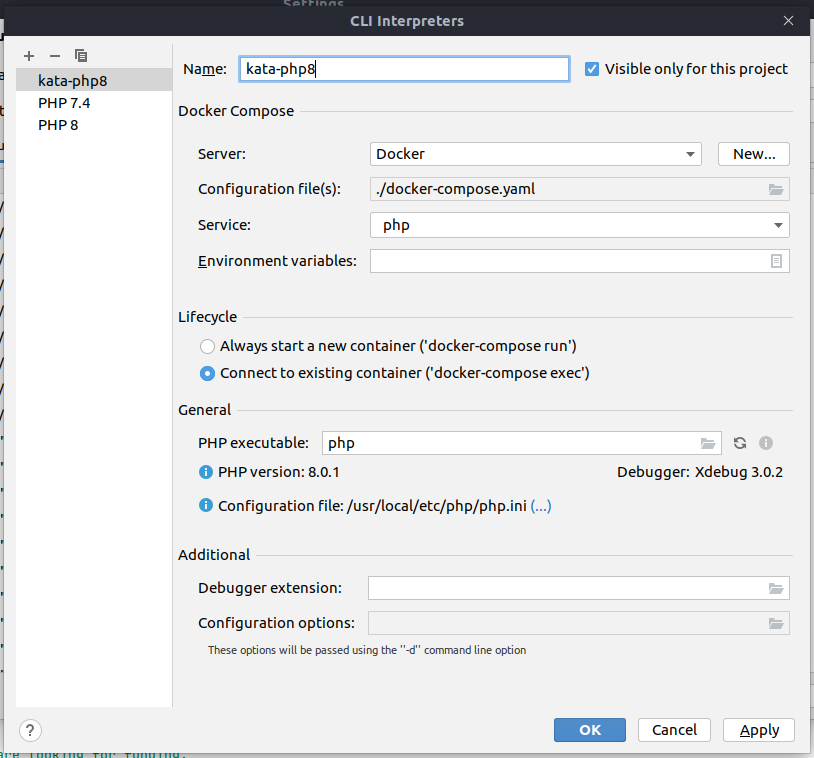 Settings
CLI Interpreters
kata-php8
PHP 7.4
PHP 8
Name: kata-php8 Visible only for this project
Docker Compose
Server: Docker New...
Configuration file(s): ./docker-compose.yaml
Service: php
Environment variables:
Lifecycle
Always start a new container ('docker-compose run')
Connect to existing container ('docker-compose exec')
General
PHP executable: php
PHP version: 8.0.1 Debugger: Xdebug 3.0.2
Configuration file: /usr/local/etc/php/php.ini (...)
Additional
Debugger extension:
Configuration options:
These options will be passed using the ''-d'' command line option
? OK Cancel Apply
are looking for funding.